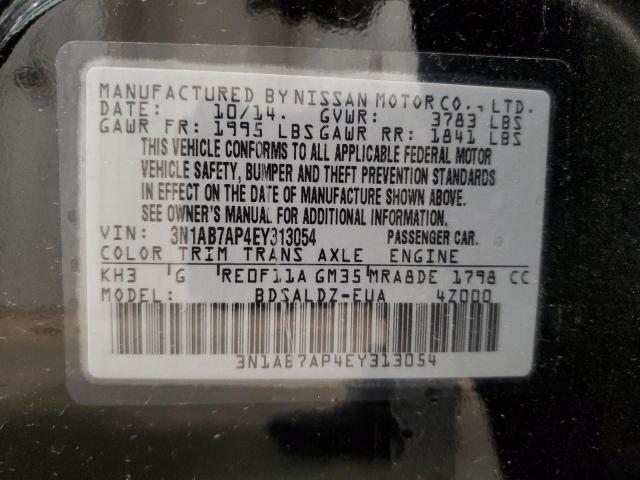 MANUFACTURED BY NISSAN MOTOR CO., LTD.
DATE: 10/14. GVWR: 3783 LBS
GAWR FR: 1995 LBS GAWR RR: 1841 LBS
THIS VEHICLE CONFORMS TO ALL APPLICABLE FEDERAL MOTOR
VEHICLE SAFETY, BUMPER AND THEFT PREVENTION STANDARDS
IN EFFECT ON THE DATE OF MANUFACTURE SHOWN ABOVE.
SEE OWNER'S MANUAL FOR ADDITIONAL INFORMATION.
VIN: 3N1AB7AP4EY313054 PASSENGER CAR.
COLOR TRIM TRANS AXLE ENGINE
KH3 G RE0F11A GM35 MRA8DE 1798 CC
MODEL: BDSALDZ-EUA 4Z000
3N1AB7AP4EY313054